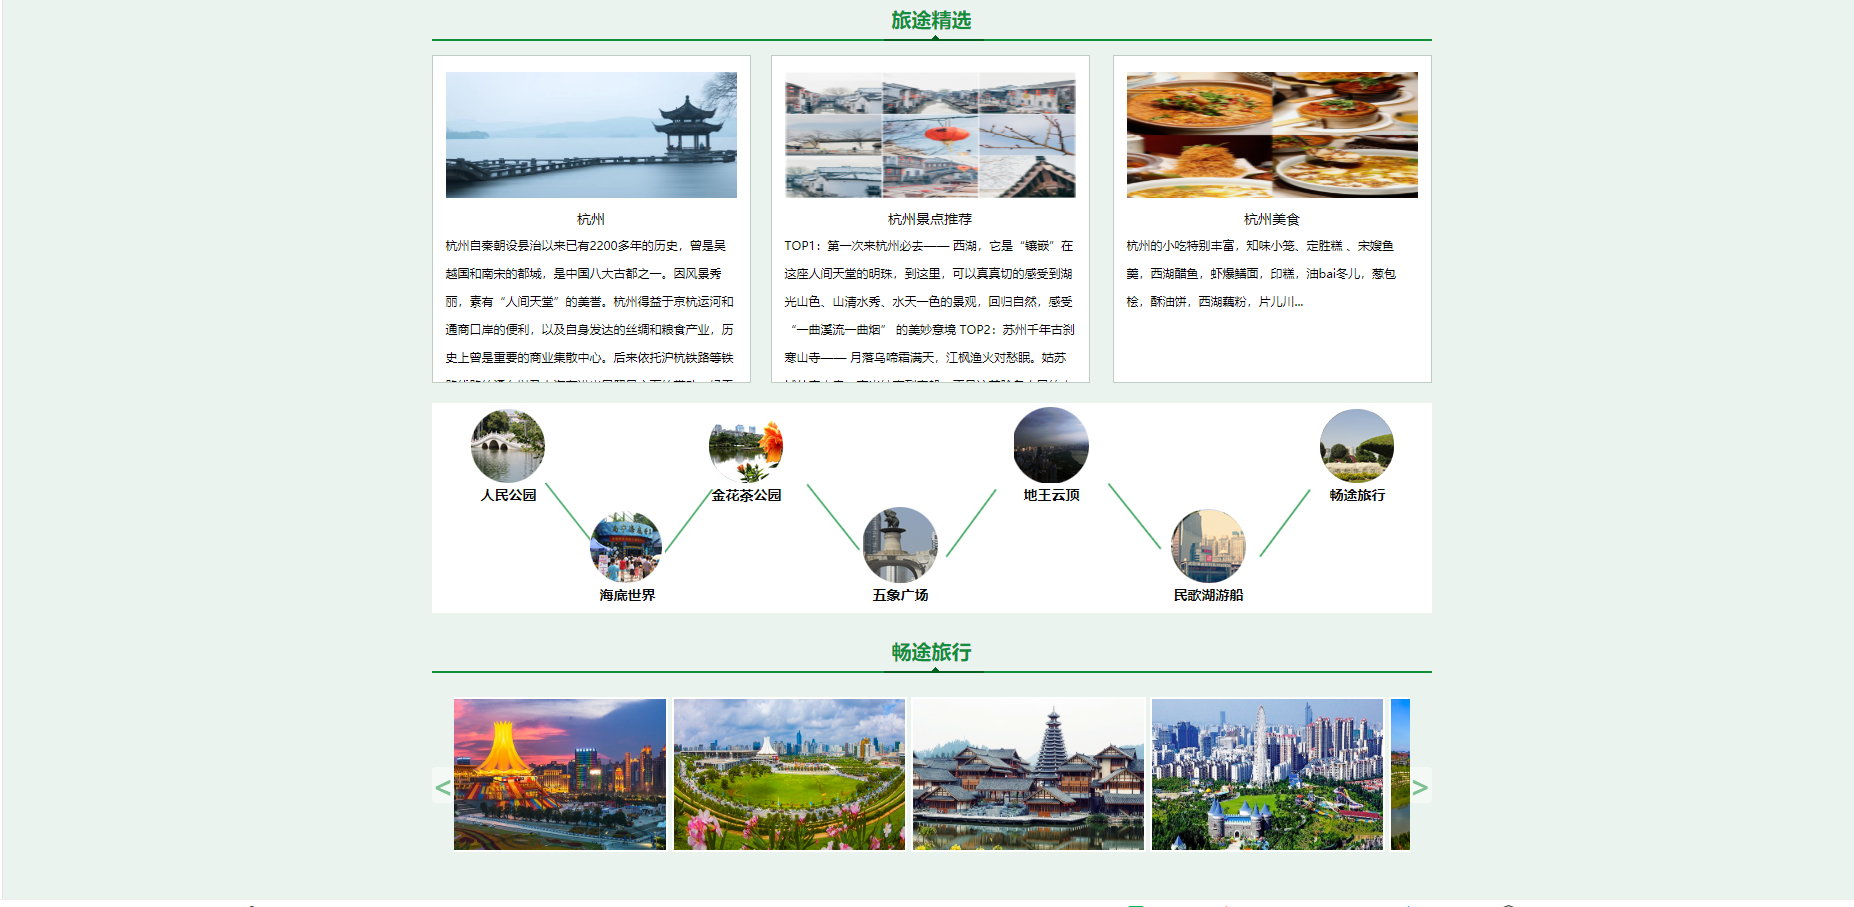 旅途精选
杭州
杭州自秦朝设县治以来已有2200多年的历史，曾是吴
越国和南宋的都城，是中国八大古都之一。因风景秀
丽，素有“人间天堂”的美誉。杭州得益于京杭运河和
通商口岸的便利，以及自身发达的丝绸和粮食产业，历
史上曾是重要的商业集散中心。后来依托沪杭铁路等铁
杭州景点推荐
TOP1：第一次来杭州必去—— 西湖，它是“镶嵌”在
这座人间天堂的明珠，到这里，可以真真切的感受到湖
光山色、山清水秀、水天一色的景观，回归自然，感受
“一曲溪流一曲烟” 的美妙意境 TOP2：苏州千年古刹
寒山寺—— 月落乌啼霜满天，江枫渔火对愁眠。姑苏
杭州美食
杭州的小吃特别丰富，知味小笼、定胜糕 、宋嫂鱼
羹，西湖醋鱼，虾爆鳝面，印糕，油bai冬儿，葱包
桧，酥油饼，西湖藕粉，片儿川...
人民公园
金花茶公园
地王云顶
畅途旅行
海底世界
五象广场
民歌湖游船
畅途旅行
<
>